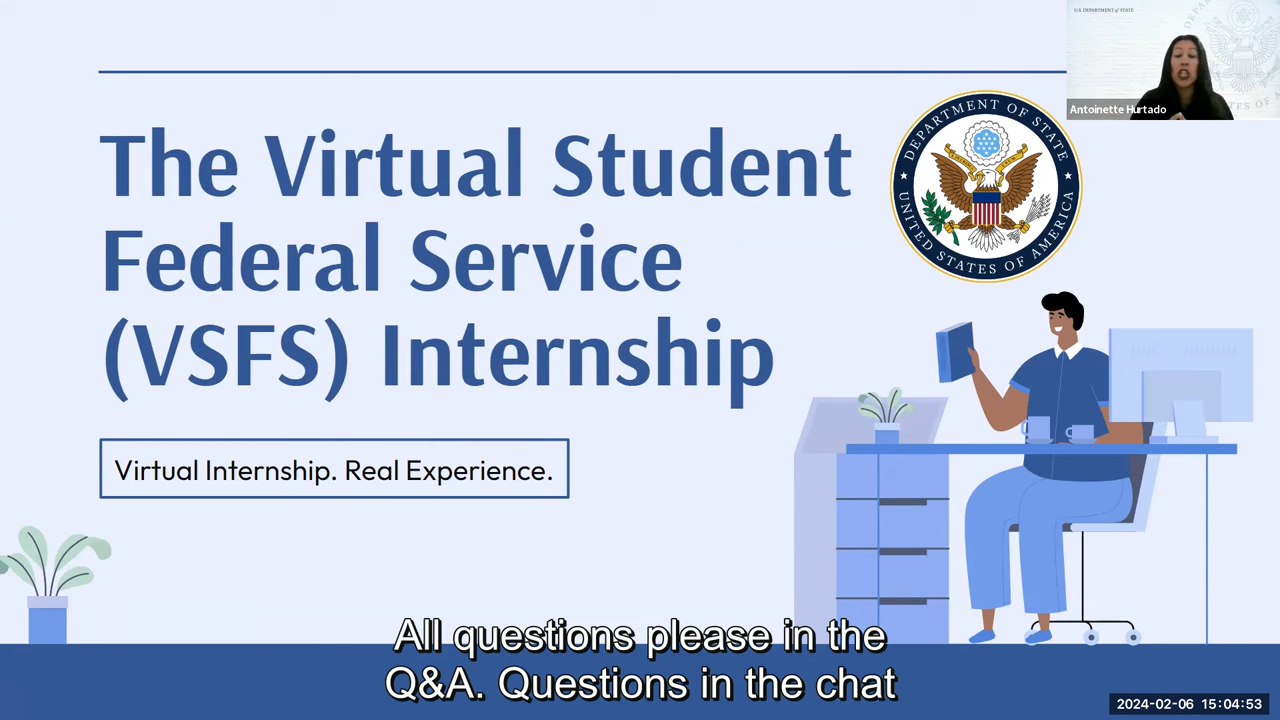 U.S. DEPARTMENT of STATE
Antoinette Hurtado
The Virtual Student
Federal Service
(VSFS) Internship
DEPARTMENT OF STATE
UNITED STATES OF AMERICA
Virtual Internship. Real Experience.
All questions please in the
Q&A. Questions in the chat
2024-02-06 15:04:53